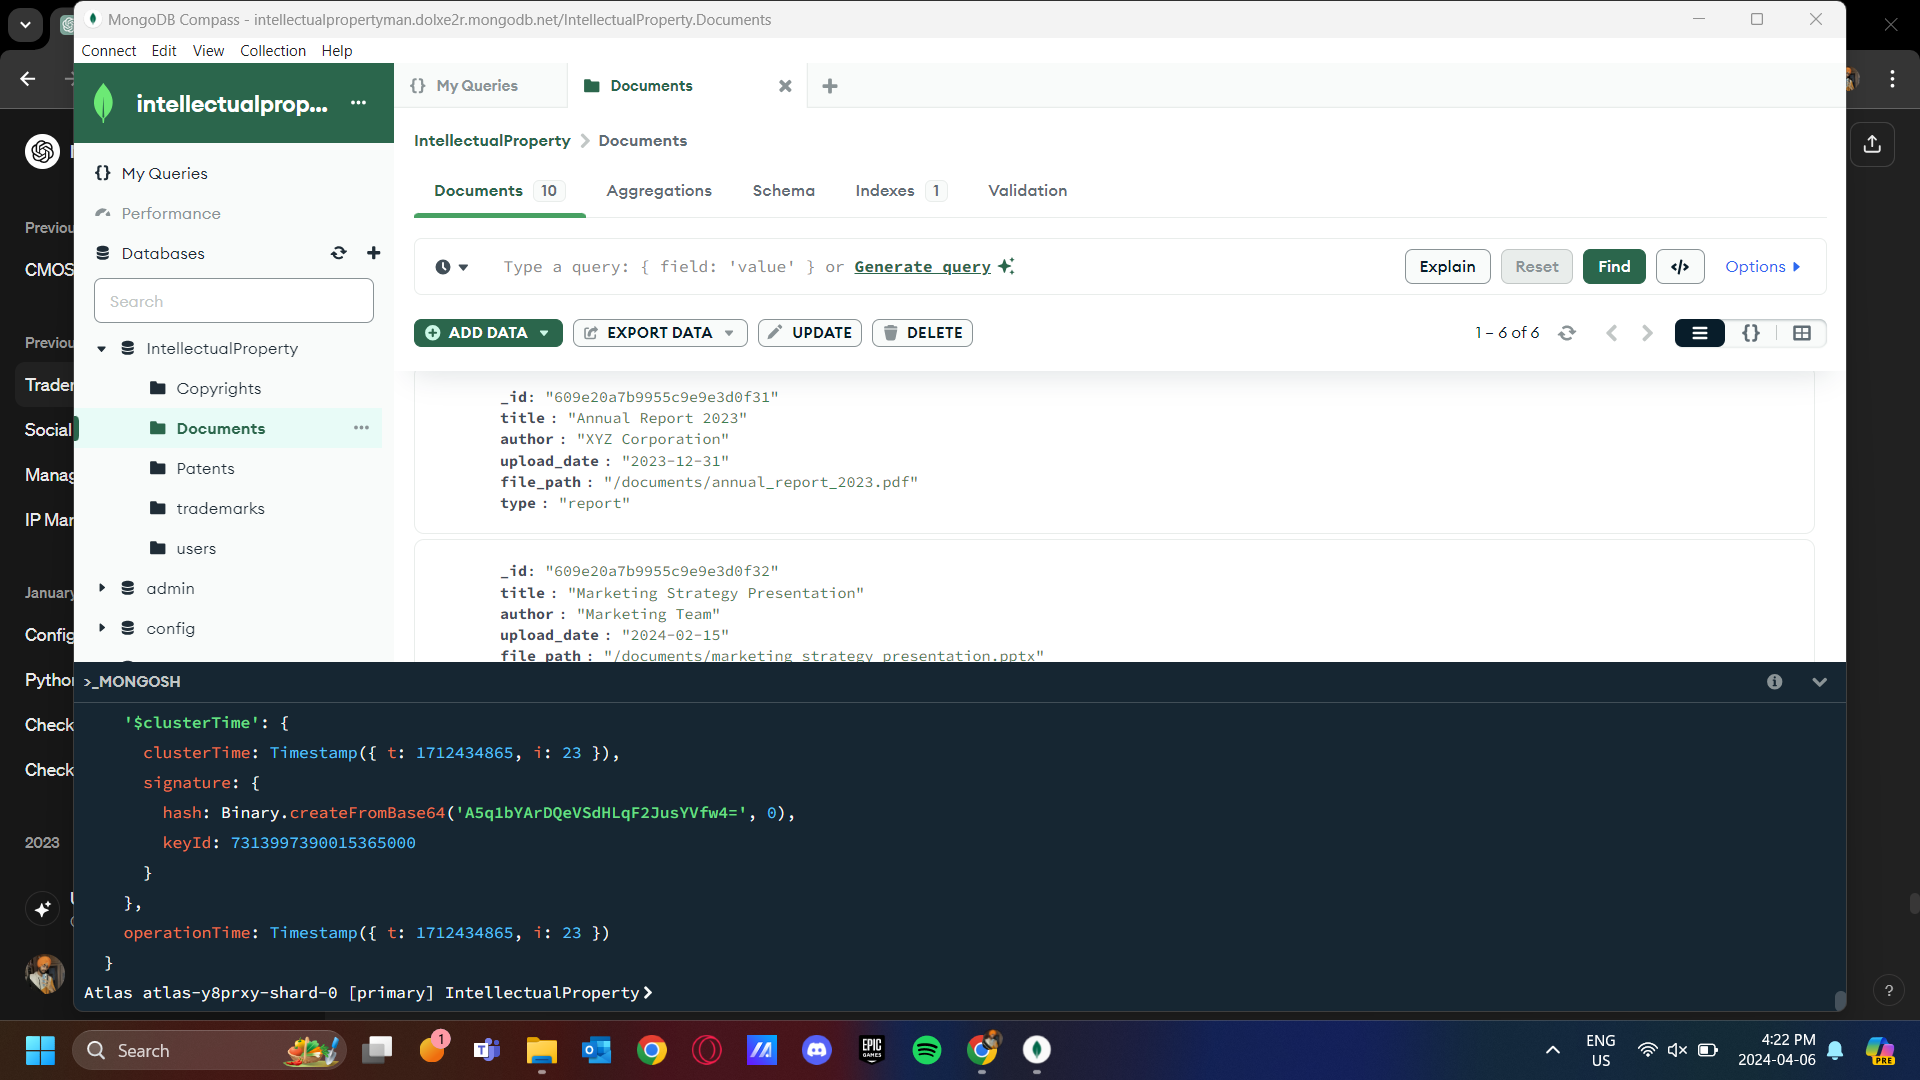 MongoDB Compass - intellectualpropertyman.dolxe2r.mongodb.net/IntellectualProperty.Documents
Connect Edit View Collection Help
intellectualprop...
{} My Queries
Documents
IntellectualProperty > Documents
My Queries
Performance
Databases
Search
IntellectualProperty
Copyrights
Documents
Patents
trademarks
users
admin
config
Documents 10 Aggregations Schema Indexes 1 Validation
Type a query: { field: 'value' } or Generate query
Explain Reset Find </> Options
ADD DATA EXPORT DATA UPDATE DELETE 1 – 6 of 6 {}
_id: "609e20a7b9955c9e9e3d0f31"
title : "Annual Report 2023"
author : "XYZ Corporation"
upload_date : "2023-12-31"
file_path : "/documents/annual_report_2023.pdf"
type : "report"
_id: "609e20a7b9955c9e9e3d0f32"
title : "Marketing Strategy Presentation"
author : "Marketing Team"
upload_date : "2024-02-15"
file_path : "/documents/marketing_strategy_presentation.pptx"
>_MONGOSH
'$clusterTime': {
clusterTime: Timestamp({ t: 1712434865, i: 23 }),
signature: {
hash: Binary.createFromBase64('A5q1bYArDQeVSdHLqF2JusYVfw4=', 0),
keyId: 7313997390015365000
}
},
operationTime: Timestamp({ t: 1712434865, i: 23 })
}
Atlas atlas-y8prxy-shard-0 [primary] IntellectualProperty>
Previou
CMOS
Previou
Trader
Social
Manag
IP Mar
January
Config
Pythor
Check
Check
2023
?
Search
1
EPIC GAMES
PRE
ENG
US
4:22 PM
2024-04-06